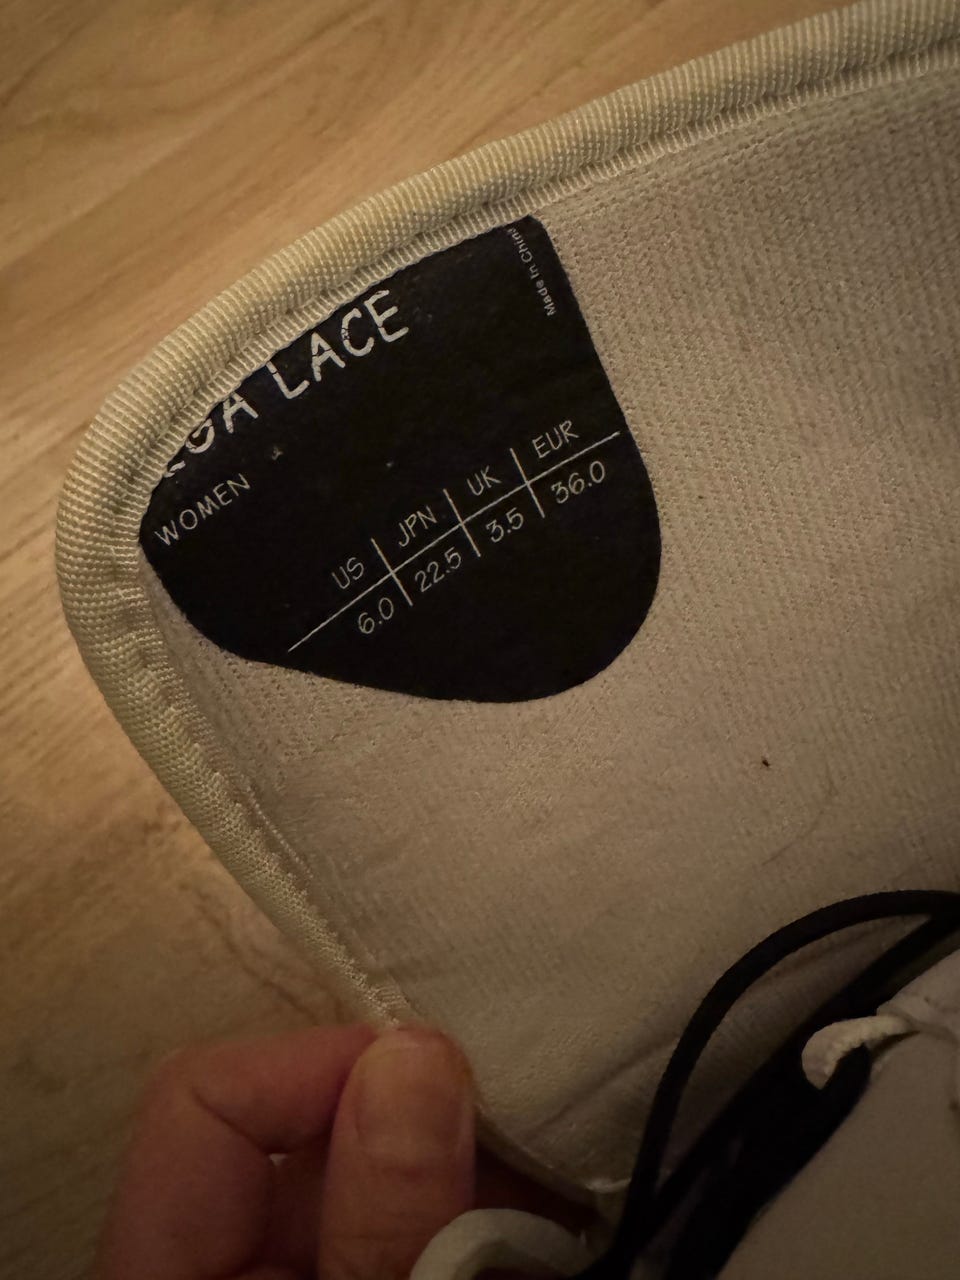 LACE
WOMEN
US JPN UK EUR
6.0 22.5 3.5 36.0
Made In China